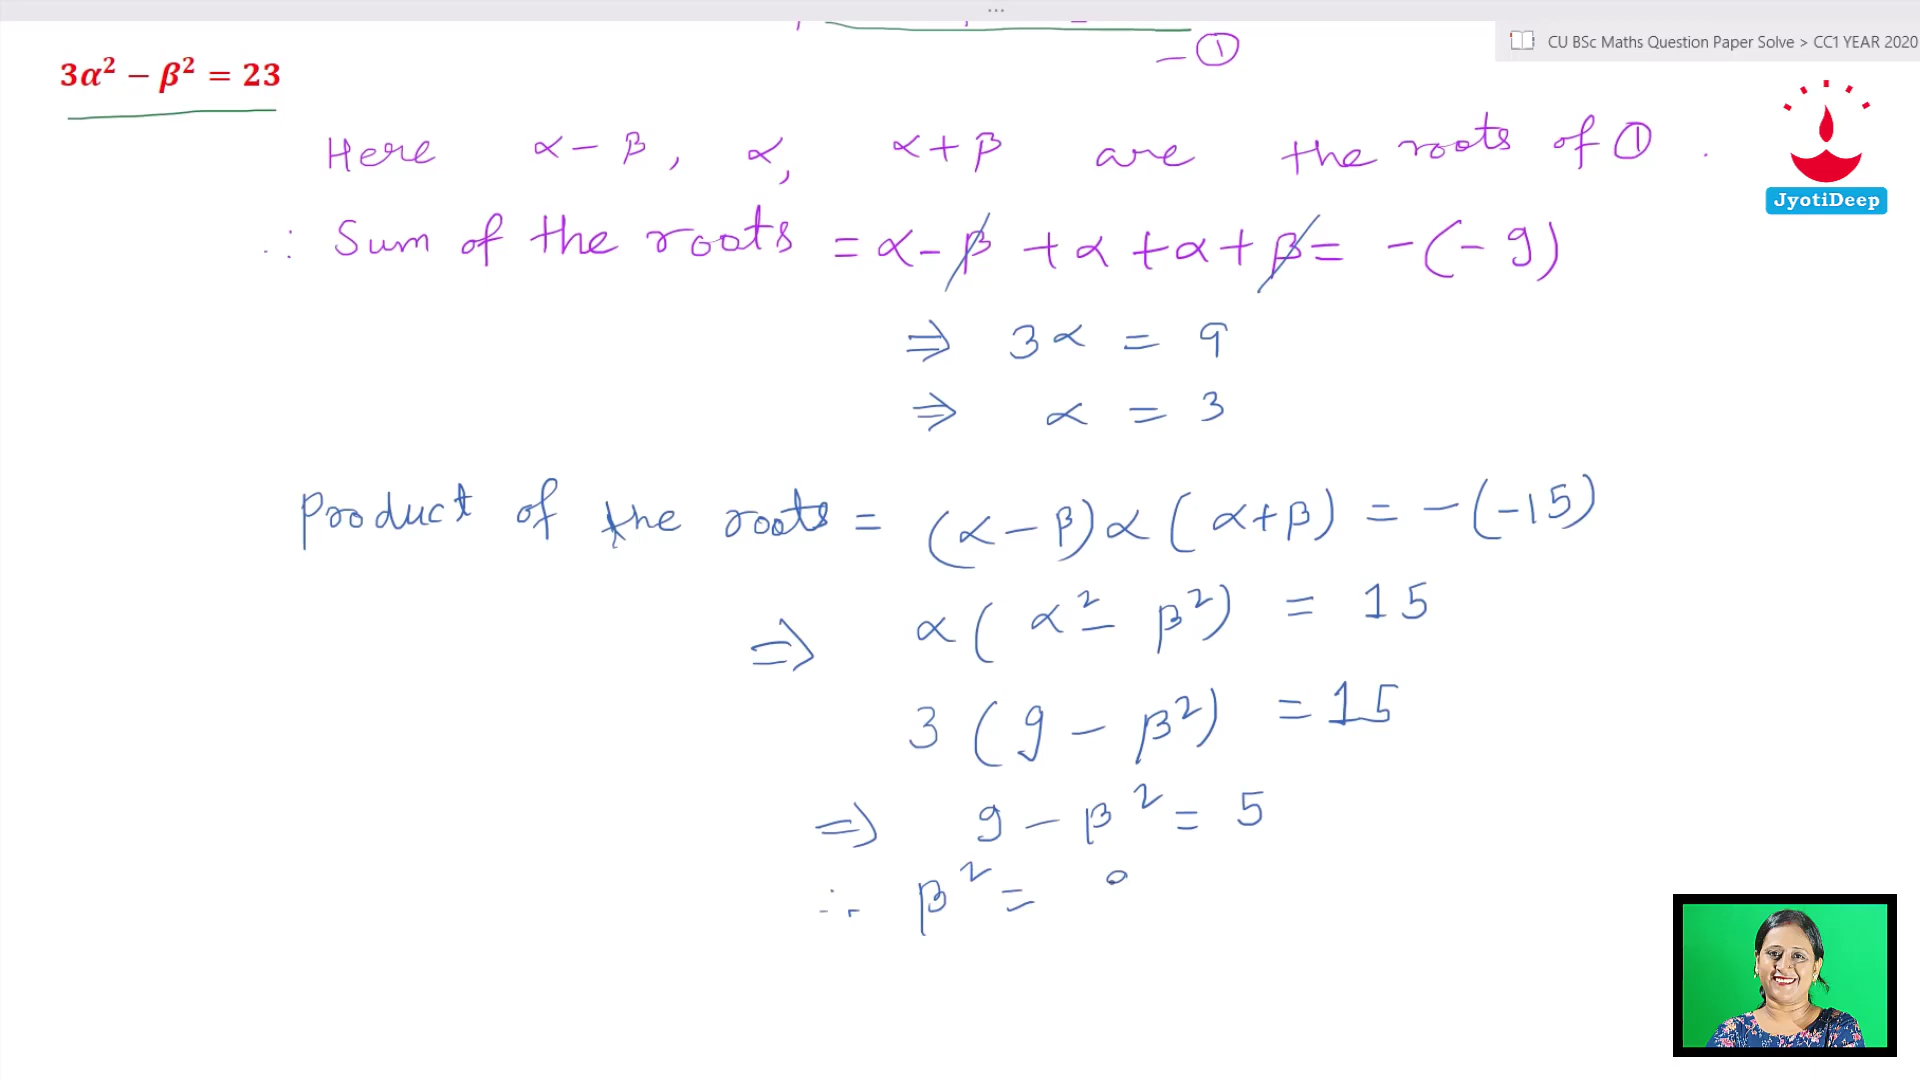 ...
— ①
CU BSc Maths Question Paper Solve > CC1 YEAR 2020
3α² − β² = 23
Here α − β, α, α + β are the roots of ①.
JyotiDeep
∴ Sum of the roots = α − β + α + α + β = −(−9)
⇒ 3α = 9
⇒ α = 3
Product of the roots = (α − β)α(α + β) = −(−15)
⇒ α(α² − β²) = 15
3(9 − β²) = 15
⇒ 9 − β² = 5
∴ β² =